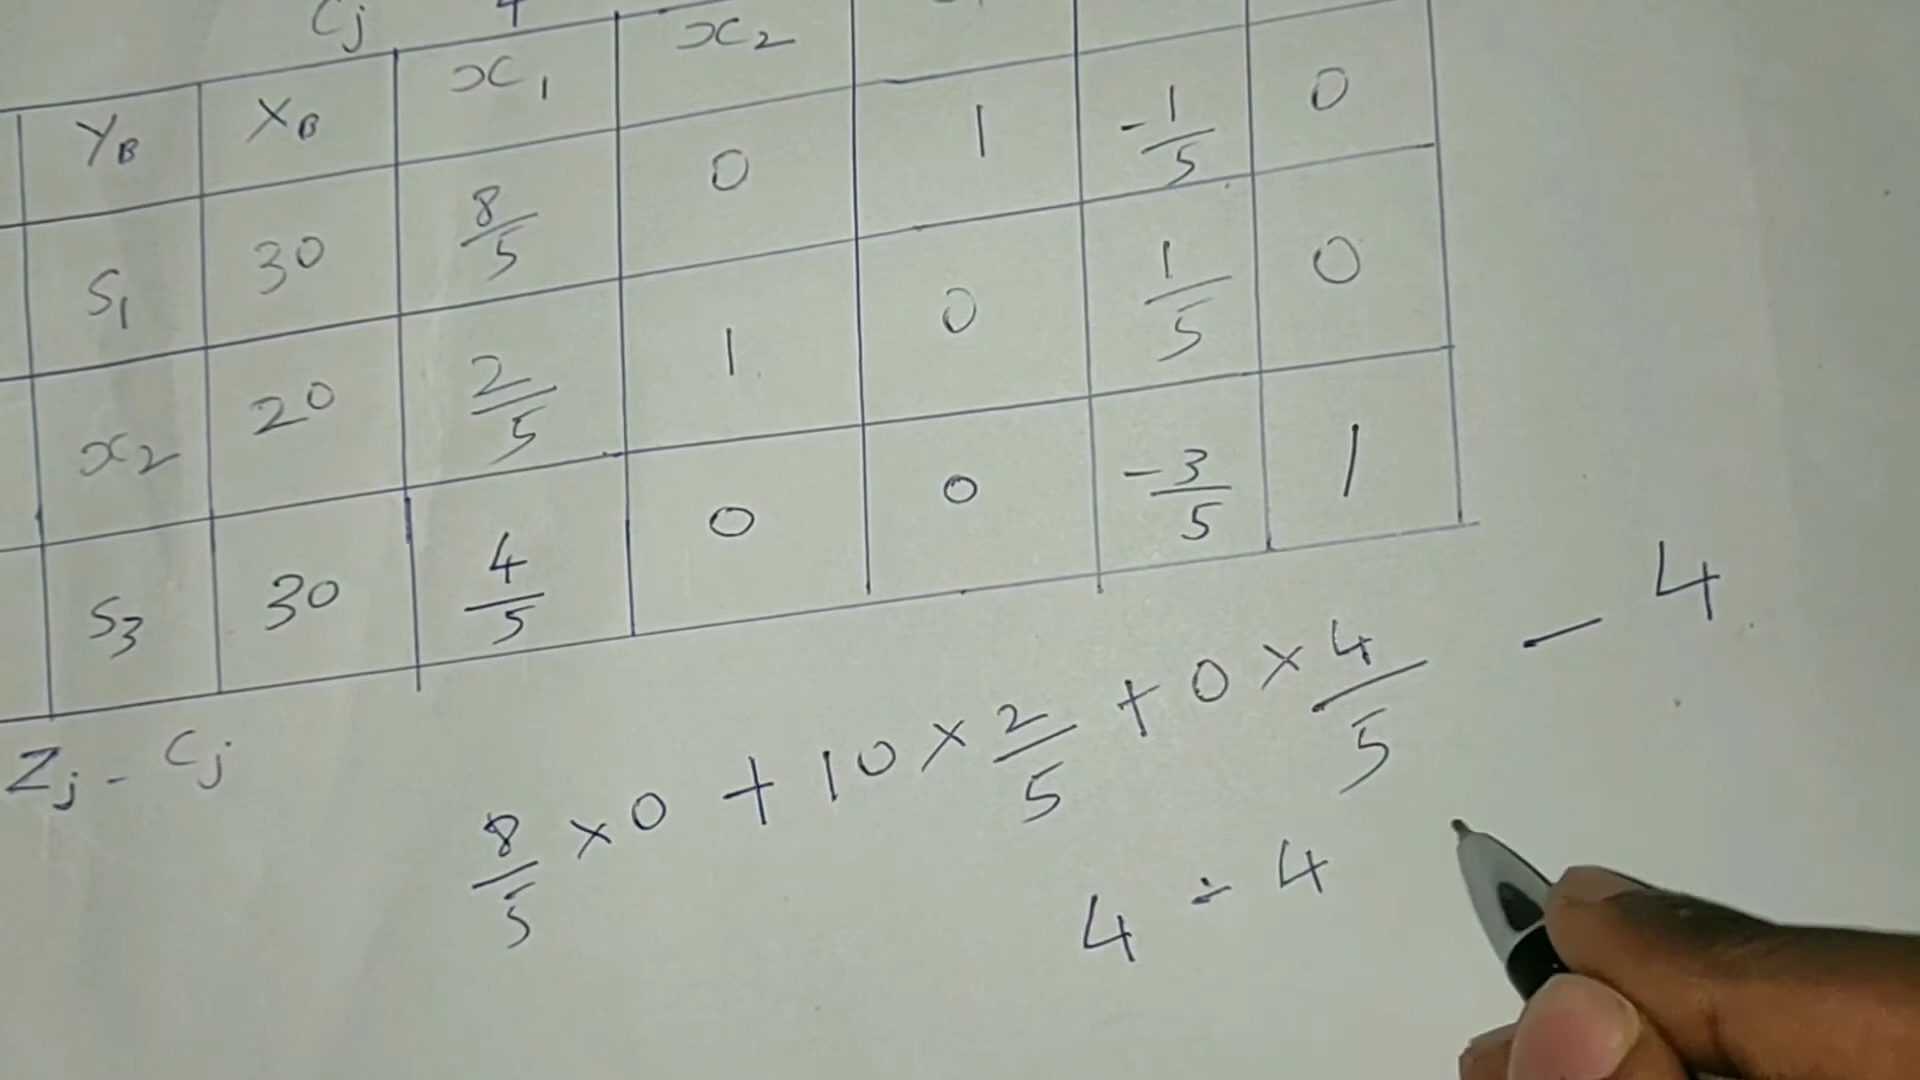 Cj 4
YB XB x₁ x₂
S₁ 30 8/5 0 1 -1/5 0
x₂ 20 2/5 1 0 1/5 0
S₃ 30 4/5 0 0 -3/5 1
Zj - Cj
8/5 × 0 + 10 × 2/5 + 0 × 4/5 - 4
4 ÷ 4